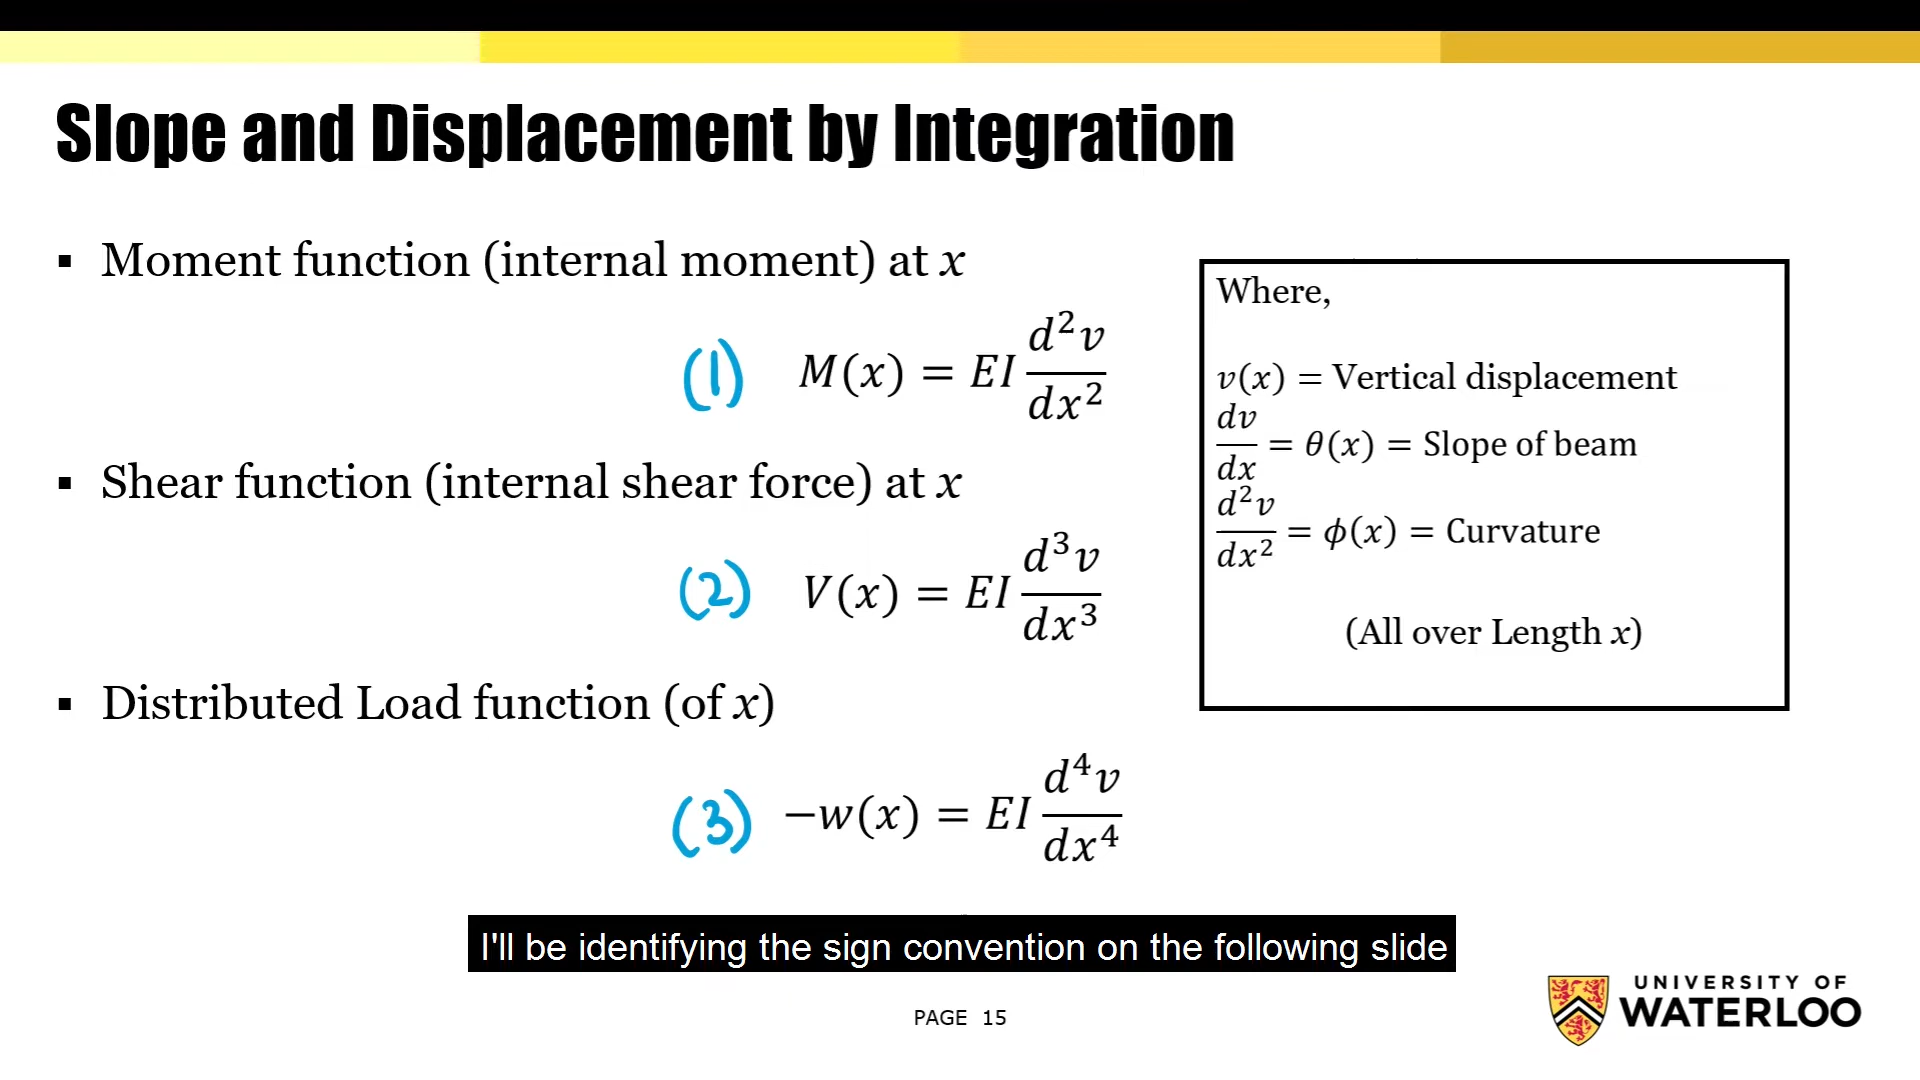 Slope and Displacement by Integration
▪ Moment function (internal moment) at x
(1) M(x) = EI d²v/dx²
▪ Shear function (internal shear force) at x
(2) V(x) = EI d³v/dx³
▪ Distributed Load function (of x)
(3) −w(x) = EI d⁴v/dx⁴
Where,
v(x) = Vertical displacement
dv/dx = θ(x) = Slope of beam
d²v/dx² = ϕ(x) = Curvature
(All over Length x)
I'll be identifying the sign convention on the following slide
PAGE 15
UNIVERSITY OF
WATERLOO